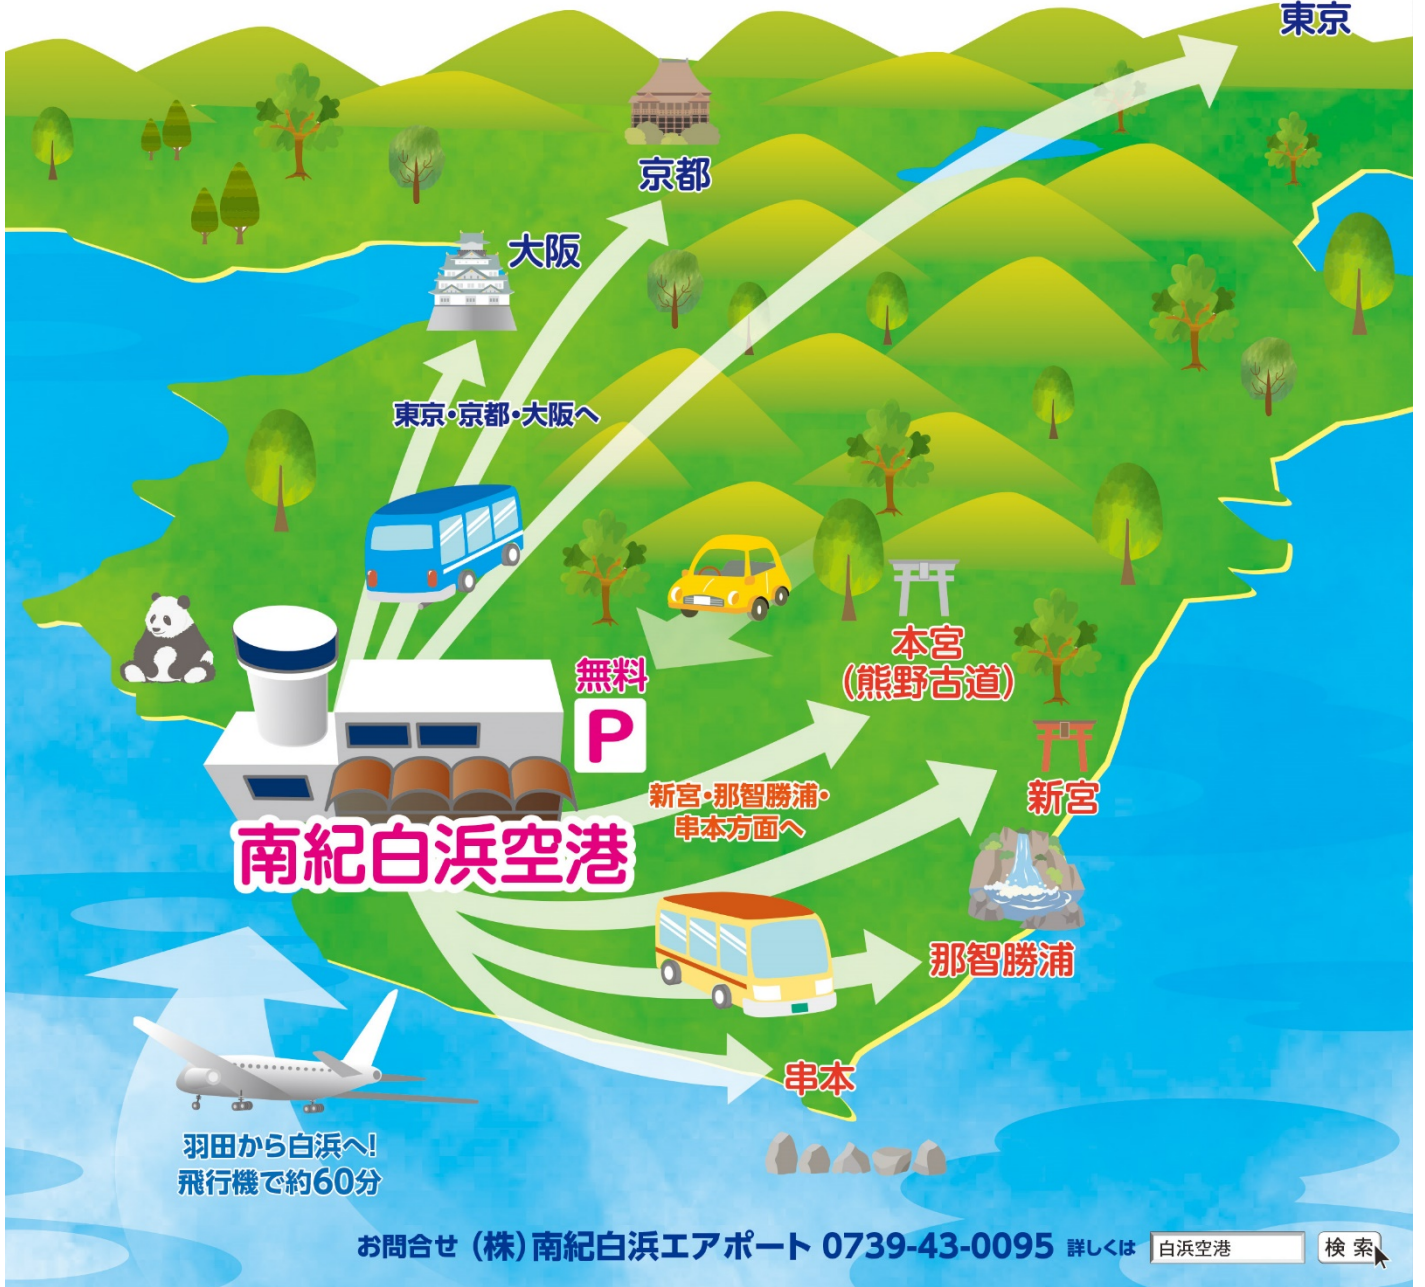 東京
京都
大阪
東京・京都・大阪へ
本宮
(熊野古道)
無料
P
新宮・那智勝浦・
串本方面へ
新宮
南紀白浜空港
那智勝浦
串本
羽田から白浜へ!
飛行機で約60分
お問合せ (株)南紀白浜エアポート 0739-43-0095 詳しくは 白浜空港 検索